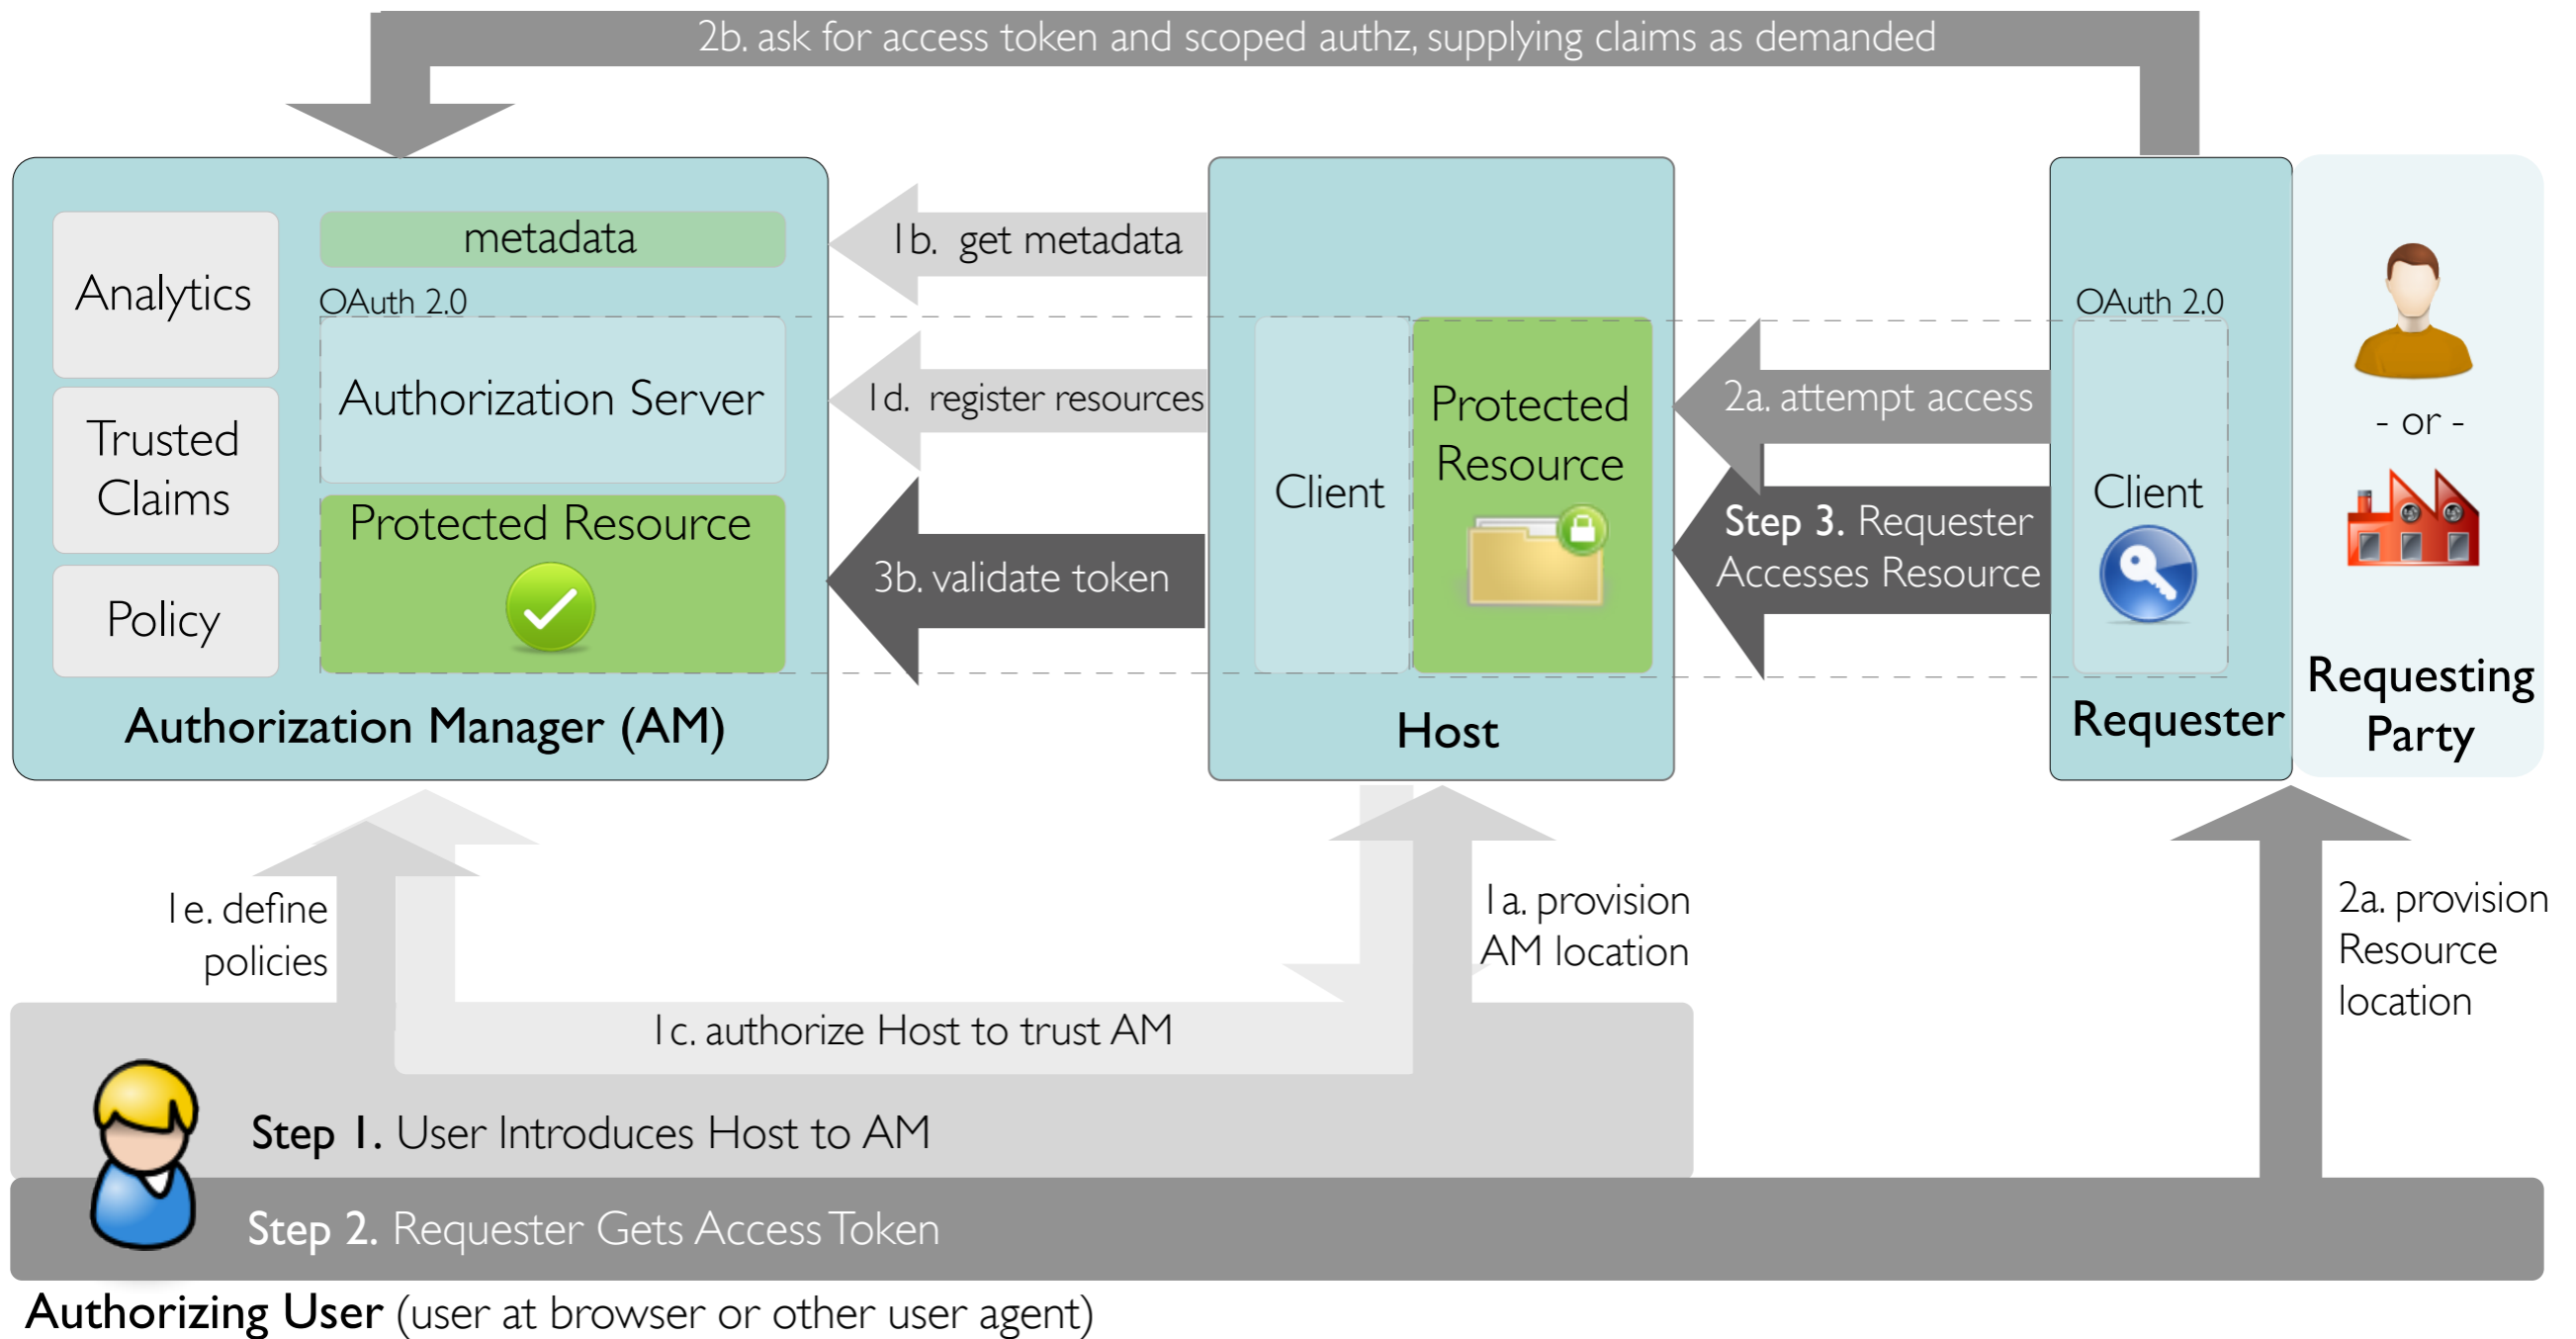 2b. ask for access token and scoped authz, supplying claims as demanded
Analytics
Trusted
Claims
Policy
metadata
OAuth 2.0
Authorization Server
Protected Resource
Authorization Manager (AM)
1b. get metadata
1d. register resources
3b. validate token
Client
Protected
Resource
Host
2a. attempt access
Step 3. Requester
Accesses Resource
OAuth 2.0
Client
Requester
- or -
Requesting
Party
1e. define
policies
1c. authorize Host to trust AM
1a. provision
AM location
2a. provision
Resource
location
Step 1. User Introduces Host to AM
Step 2. Requester Gets Access Token
Authorizing User (user at browser or other user agent)